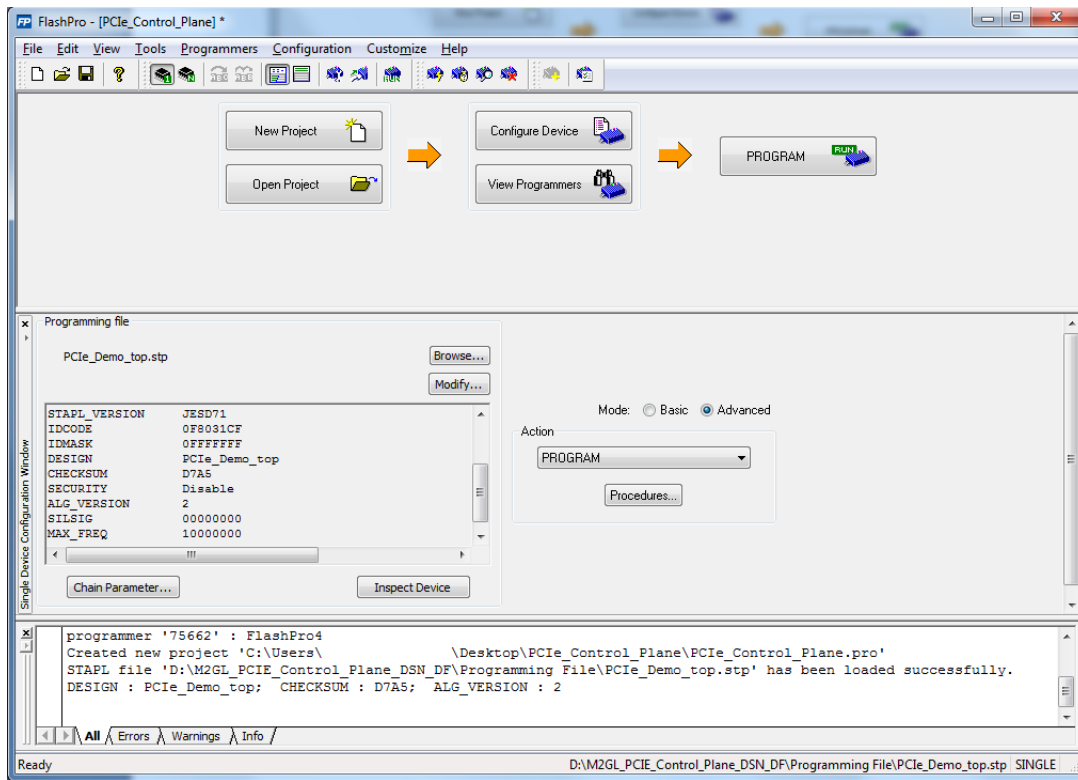 FlashPro - [PCIe_Control_Plane] *
File Edit View Tools Programmers Configuration Customize Help
New Project
Open Project
Configure Device
View Programmers
PROGRAM
RUN
Programming file
PCIe_Demo_top.stp
Browse...
Modify...
STAPL_VERSION JESD71
IDCODE 0F8031CF
IDMASK 0FFFFFFF
DESIGN PCIe_Demo_top
CHECKSUM D7A5
SECURITY Disable
ALG_VERSION 2
SILSIG 00000000
MAX_FREQ 10000000
Chain Parameter...
Inspect Device
Mode: Basic Advanced
Action
PROGRAM
Procedures...
Single Device Configuration Window
programmer '75662' : FlashPro4
Created new project 'C:\Users\ \Desktop\PCIe_Control_Plane\PCIe_Control_Plane.pro'
STAPL file 'D:\M2GL_PCIE_Control_Plane_DSN_DF\Programming File\PCIe_Demo_top.stp' has been loaded successfully.
DESIGN : PCIe_Demo_top; CHECKSUM : D7A5; ALG_VERSION : 2
All Errors Warnings Info
Ready
D:\M2GL_PCIE_Control_Plane_DSN_DF\Programming File\PCIe_Demo_top.stp SINGLE